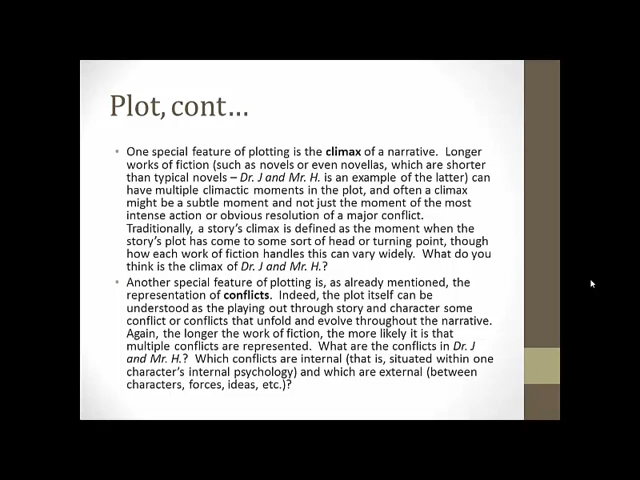 Plot, cont…
• One special feature of plotting is the climax of a narrative. Longer
works of fiction (such as novels or even novellas, which are shorter
than typical novels – Dr. J and Mr. H. is an example of the latter) can
have multiple climactic moments in the plot, and often a climax
might be a subtle moment and not just the moment of the most
intense action or obvious resolution of a major conflict.
Traditionally, a story's climax is defined as the moment when the
story's plot has come to some sort of head or turning point, though
how each work of fiction handles this can vary widely. What do you
think is the climax of Dr. J and Mr. H.?
• Another special feature of plotting is, as already mentioned, the
representation of conflicts. Indeed, the plot itself can be
understood as the playing out through story and character some
conflict or conflicts that unfold and evolve throughout the narrative.
Again, the longer the work of fiction, the more likely it is that
multiple conflicts are represented. What are the conflicts in Dr. J
and Mr. H.? Which conflicts are internal (that is, situated within one
character's internal psychology) and which are external (between
characters, forces, ideas, etc.)?